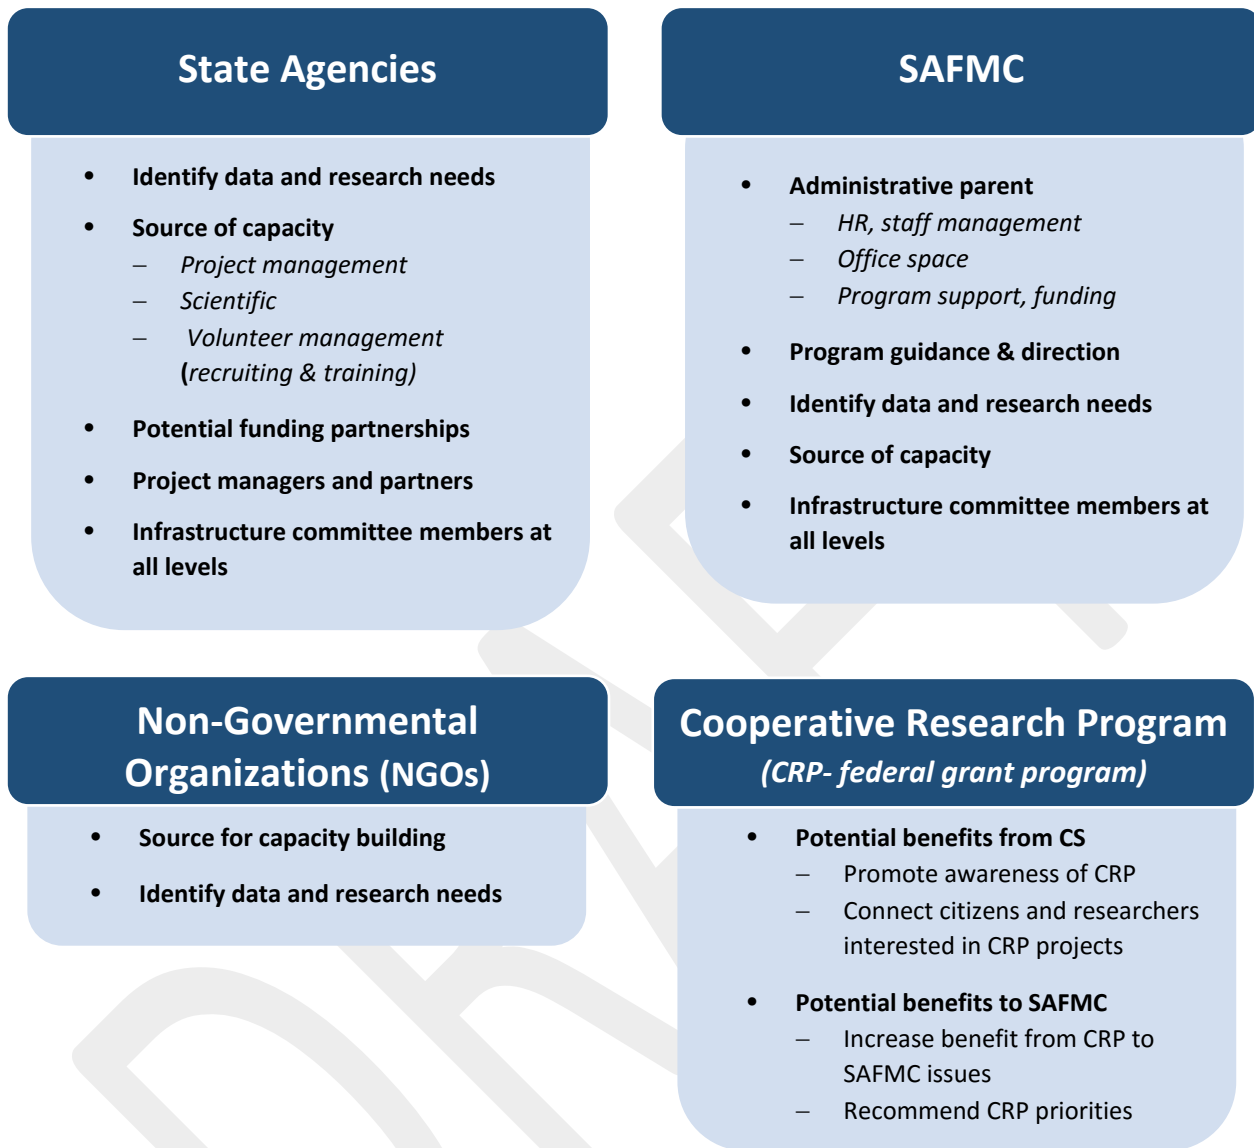 State Agencies
• Identify data and research needs
• Source of capacity
– Project management
– Scientific
– Volunteer management
(recruiting & training)
• Potential funding partnerships
• Project managers and partners
• Infrastructure committee members at
all levels
SAFMC
• Administrative parent
– HR, staff management
– Office space
– Program support, funding
• Program guidance & direction
• Identify data and research needs
• Source of capacity
• Infrastructure committee members at
all levels
Non-Governmental
Organizations (NGOs)
• Source for capacity building
• Identify data and research needs
Cooperative Research Program
(CRP- federal grant program)
• Potential benefits from CS
– Promote awareness of CRP
– Connect citizens and researchers
interested in CRP projects
• Potential benefits to SAFMC
– Increase benefit from CRP to
SAFMC issues
– Recommend CRP priorities